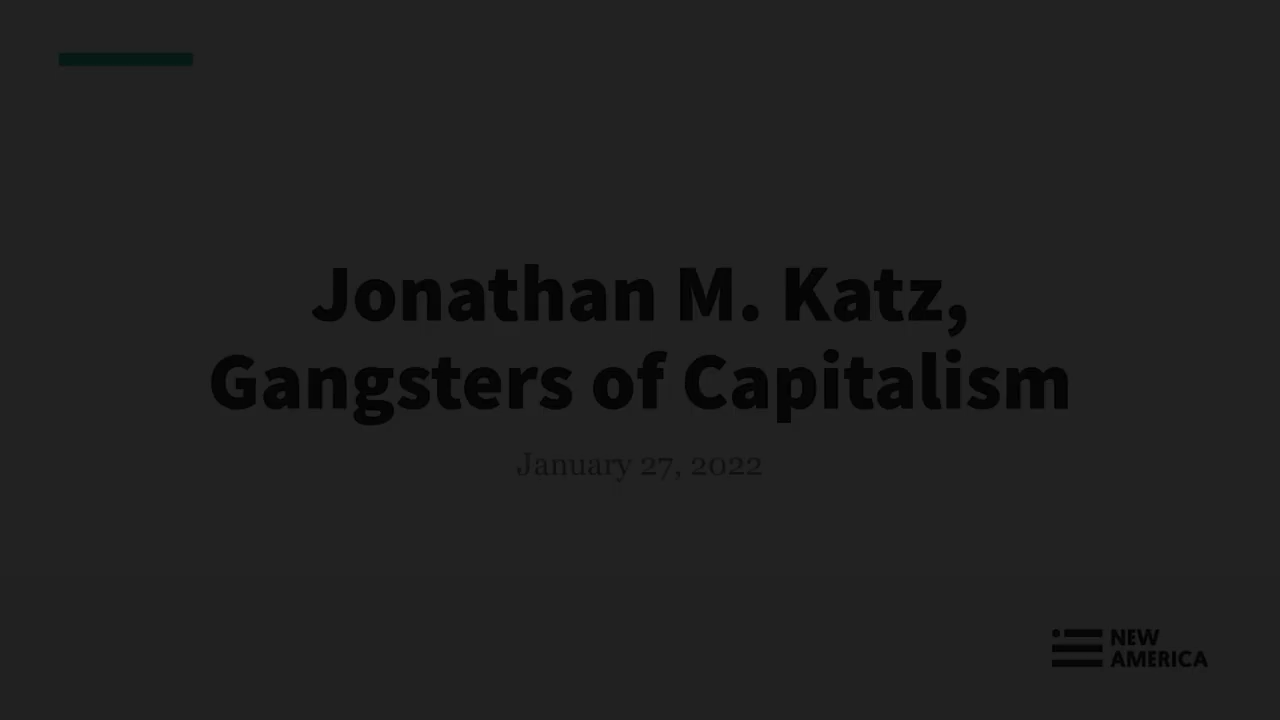 Jonathan M. Katz,
Gangsters of Capitalism
January 27, 2022
NEW
AMERICA